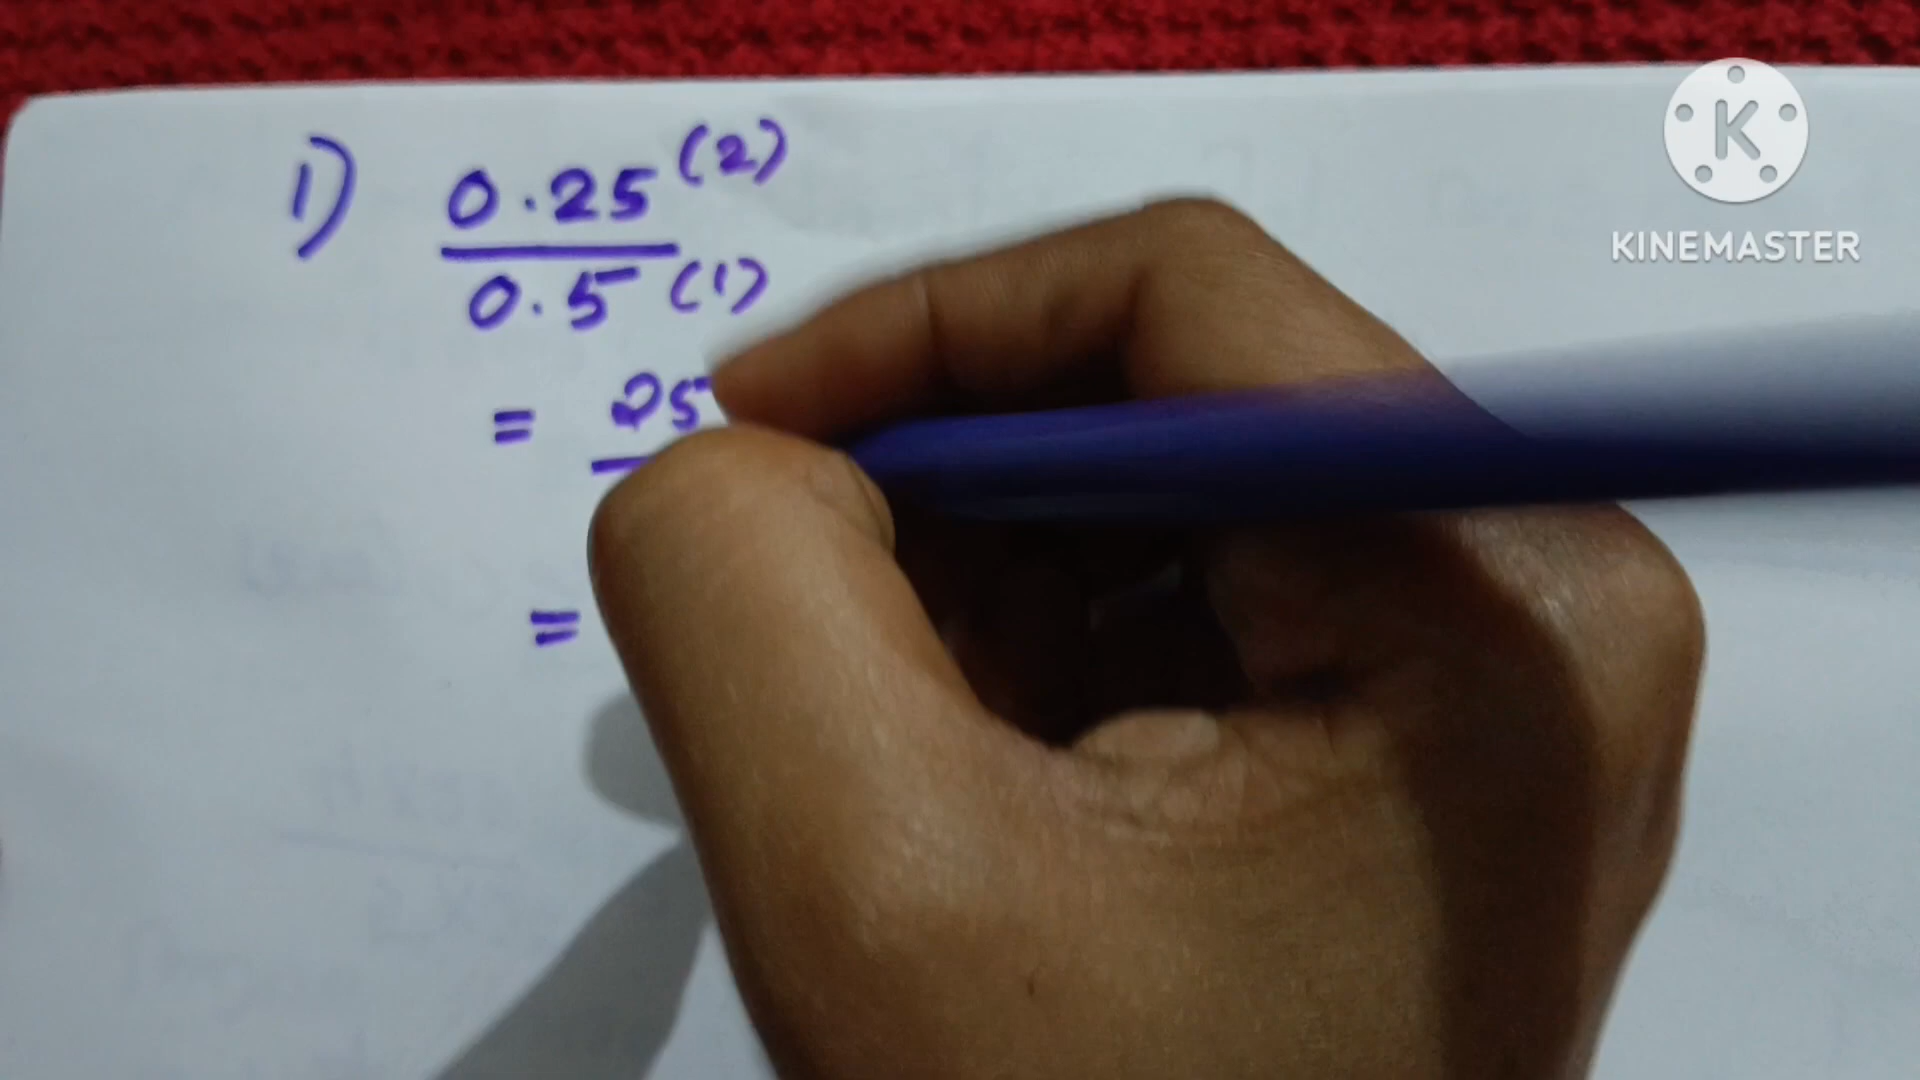 1) 0.25 (2)
0.5 (1)
= 25
=
K
KINEMASTER